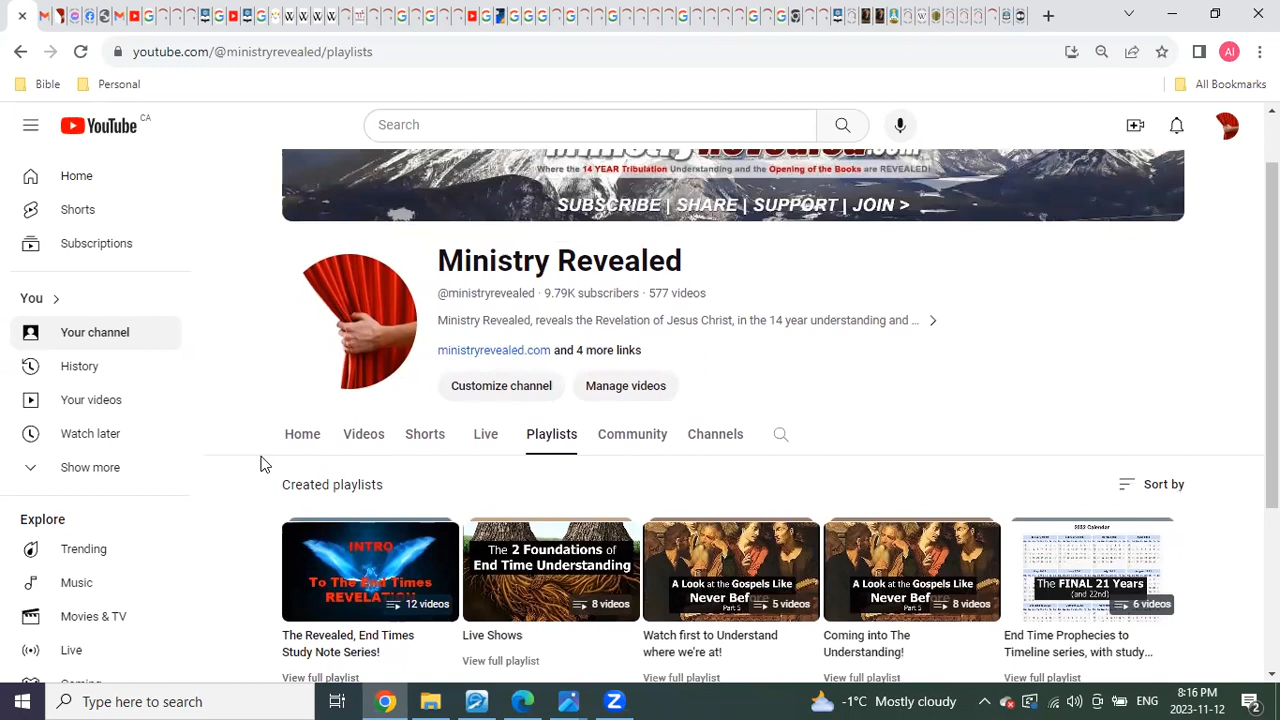 youtube.com/@ministryrevealed/playlists
Bible
Personal
All Bookmarks
YouTube CA
Search
Home
Shorts
Subscriptions
You
Your channel
History
Your videos
Watch later
Show more
Explore
Trending
Music
Movies & TV
Live
Where the 14 YEAR Tribulation Understanding and the Opening of the Books are REVEALED!
SUBSCRIBE | SHARE | SUPPORT | JOIN >
Ministry Revealed
@ministryrevealed · 9.79K subscribers · 577 videos
Ministry Revealed, reveals the Revelation of Jesus Christ, in the 14 year understanding and ...
ministryrevealed.com and 4 more links
Customize channel
Manage videos
Home
Videos
Shorts
Live
Playlists
Community
Channels
Created playlists
Sort by
INTRO
To The End Times
REVELATION
12 videos
The Revealed, End Times
Study Note Series!
View full playlist
The 2 Foundations of
End Time Understanding
8 videos
Live Shows
View full playlist
A Look at the Gospels Like
Never Before
Part 5
5 videos
Watch first to Understand
where we're at!
View full playlist
A Look at the Gospels Like
Never Before
Part 5
8 videos
Coming into The
Understanding!
View full playlist
The FINAL 21 Years
(and 22nd)
6 videos
End Time Prophecies to
Timeline series, with study...
View full playlist
Type here to search
-1°C Mostly cloudy
ENG
8:16 PM
2023-11-12
2